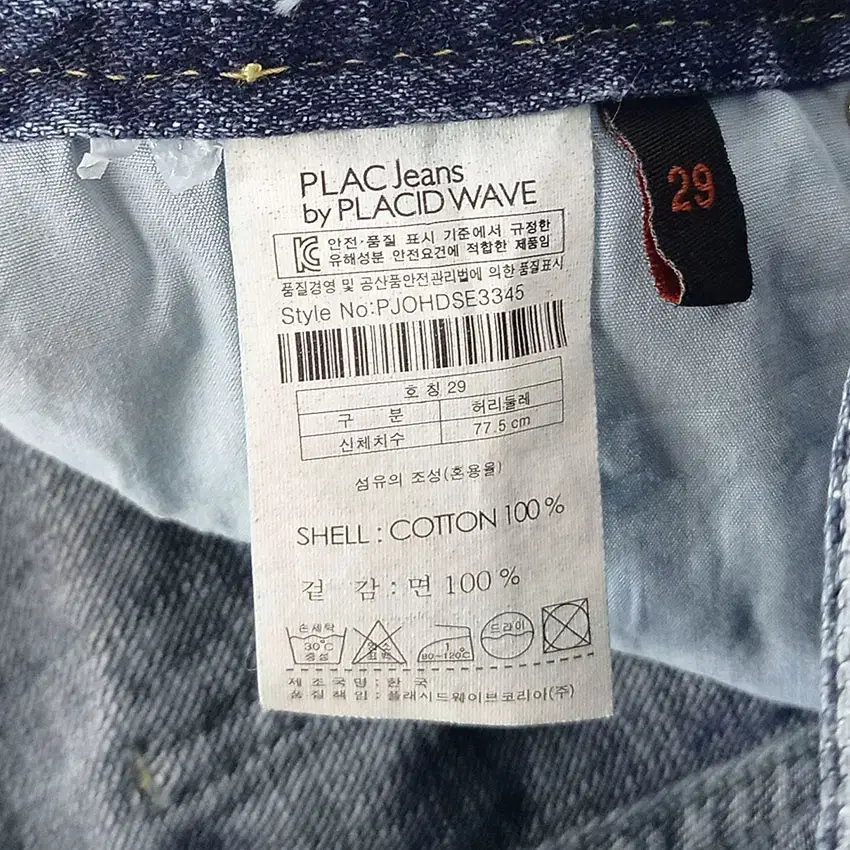 PLAC Jeans
by PLACID WAVE
29
안전·품질 표시 기준에서 규정한
유해성분 안전요건에 적합한 제품임
품질경영 및 공산품안전관리법에 의한 품질표시
Style No:PJOHDSE3345
호 칭 29
구 분 허리둘레
신체치수 77.5 cm
섬유의 조성(혼용율)
SHELL : COTTON 100 %
겉 감 : 면 100 %
손세탁 드라이
30°C 염소 80~120°C
중성 표백
제 조 국 명 : 한 국
품 질 책 임 : 플래시드웨이브코리아(주)